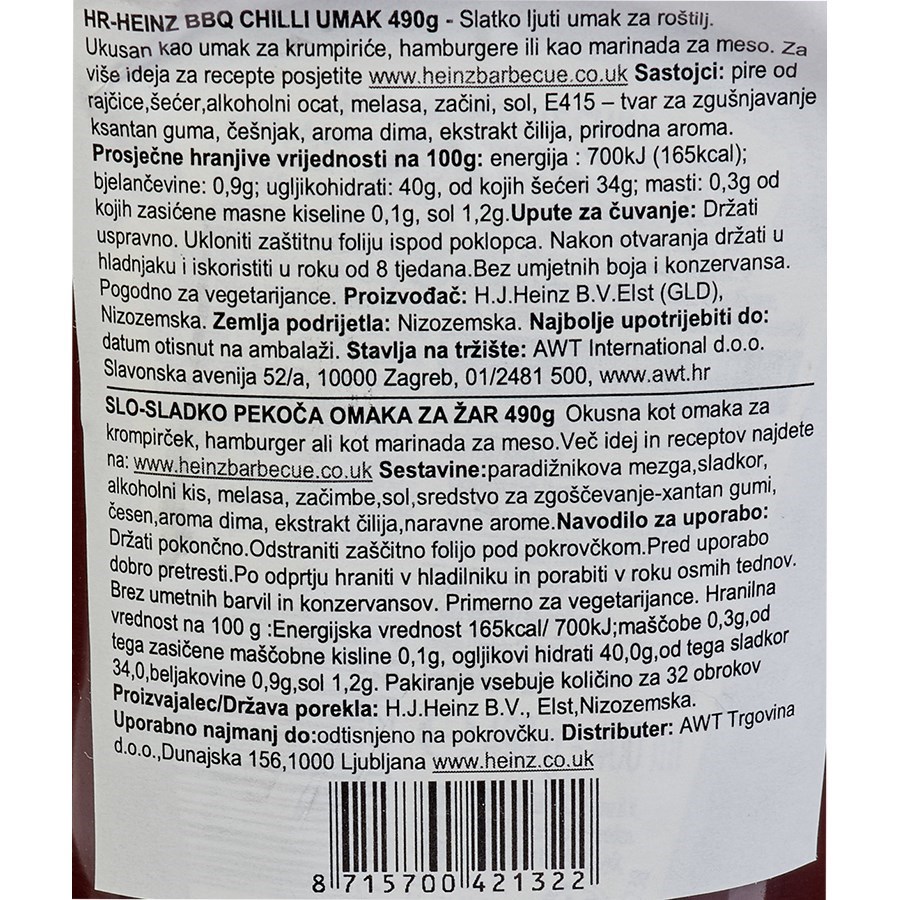 HR-HEINZ BBQ CHILLI UMAK 490g - Slatko ljuti umak za roštilj.
Ukusan kao umak za krumpiriće, hamburgere ili kao marinada za meso. Za
više ideja za recepte posjetite www.heinzbarbecue.co.uk Sastojci: pire od
rajčice,šećer,alkoholni ocat, melasa, začini, sol, E415 – tvar za zgušnjavanje
ksantan guma, češnjak, aroma dima, ekstrakt čilija, prirodna aroma.
Prosječne hranjive vrijednosti na 100g: energija : 700kJ (165kcal);
bjelančevine: 0,9g; ugljikohidrati: 40g, od kojih šećeri 34g; masti: 0,3g od
kojih zasićene masne kiseline 0,1g, sol 1,2g.Upute za čuvanje: Držati
uspravno. Ukloniti zaštitnu foliju ispod poklopca. Nakon otvaranja držati u
hladnjaku i iskoristiti u roku od 8 tjedana.Bez umjetnih boja i konzervansa.
Pogodno za vegetarijance. Proizvođač: H.J.Heinz B.V.Elst (GLD),
Nizozemska. Zemlja podrijetla: Nizozemska. Najbolje upotrijebiti do:
datum otisnut na ambalaži. Stavlja na tržište: AWT International d.o.o.
Slavonska avenija 52/a, 10000 Zagreb, 01/2481 500, www.awt.hr
SLO-SLADKO PEKOČA OMAKA ZA ŽAR 490g Okusna kot omaka za
krompirček, hamburger ali kot marinada za meso.Več idej in receptov najdete
na: www.heinzbarbecue.co.uk Sestavine:paradižnikova mezga,sladkor,
alkoholni kis, melasa, začimbe,sol,sredstvo za zgoščevanje-xantan gumi,
česen,aroma dima, ekstrakt čilija,naravne arome.Navodilo za uporabo:
Držati pokončno.Odstraniti zaščitno folijo pod pokrovčkom.Pred uporabo
dobro pretresti.Po odprtju hraniti v hladilniku in porabiti v roku osmih tednov.
Brez umetnih barvil in konzervansov. Primerno za vegetarijance. Hranilna
vrednost na 100 g :Energijska vrednost 165kcal/ 700kJ;maščobe 0,3g,od
tega zasičene maščobne kisline 0,1g, ogljikovi hidrati 40,0g,od tega sladkor
34,0,beljakovine 0,9g,sol 1,2g. Pakiranje vsebuje količino za 32 obrokov
Proizvajalec/Država porekla: H.J.Heinz B.V., Elst,Nizozemska.
Uporabno najmanj do:odtisnjeno na pokrovčku. Distributer: AWT Trgovina
d.o.o.,Dunajska 156,1000 Ljubljana www.heinz.co.uk
8 715700 421322